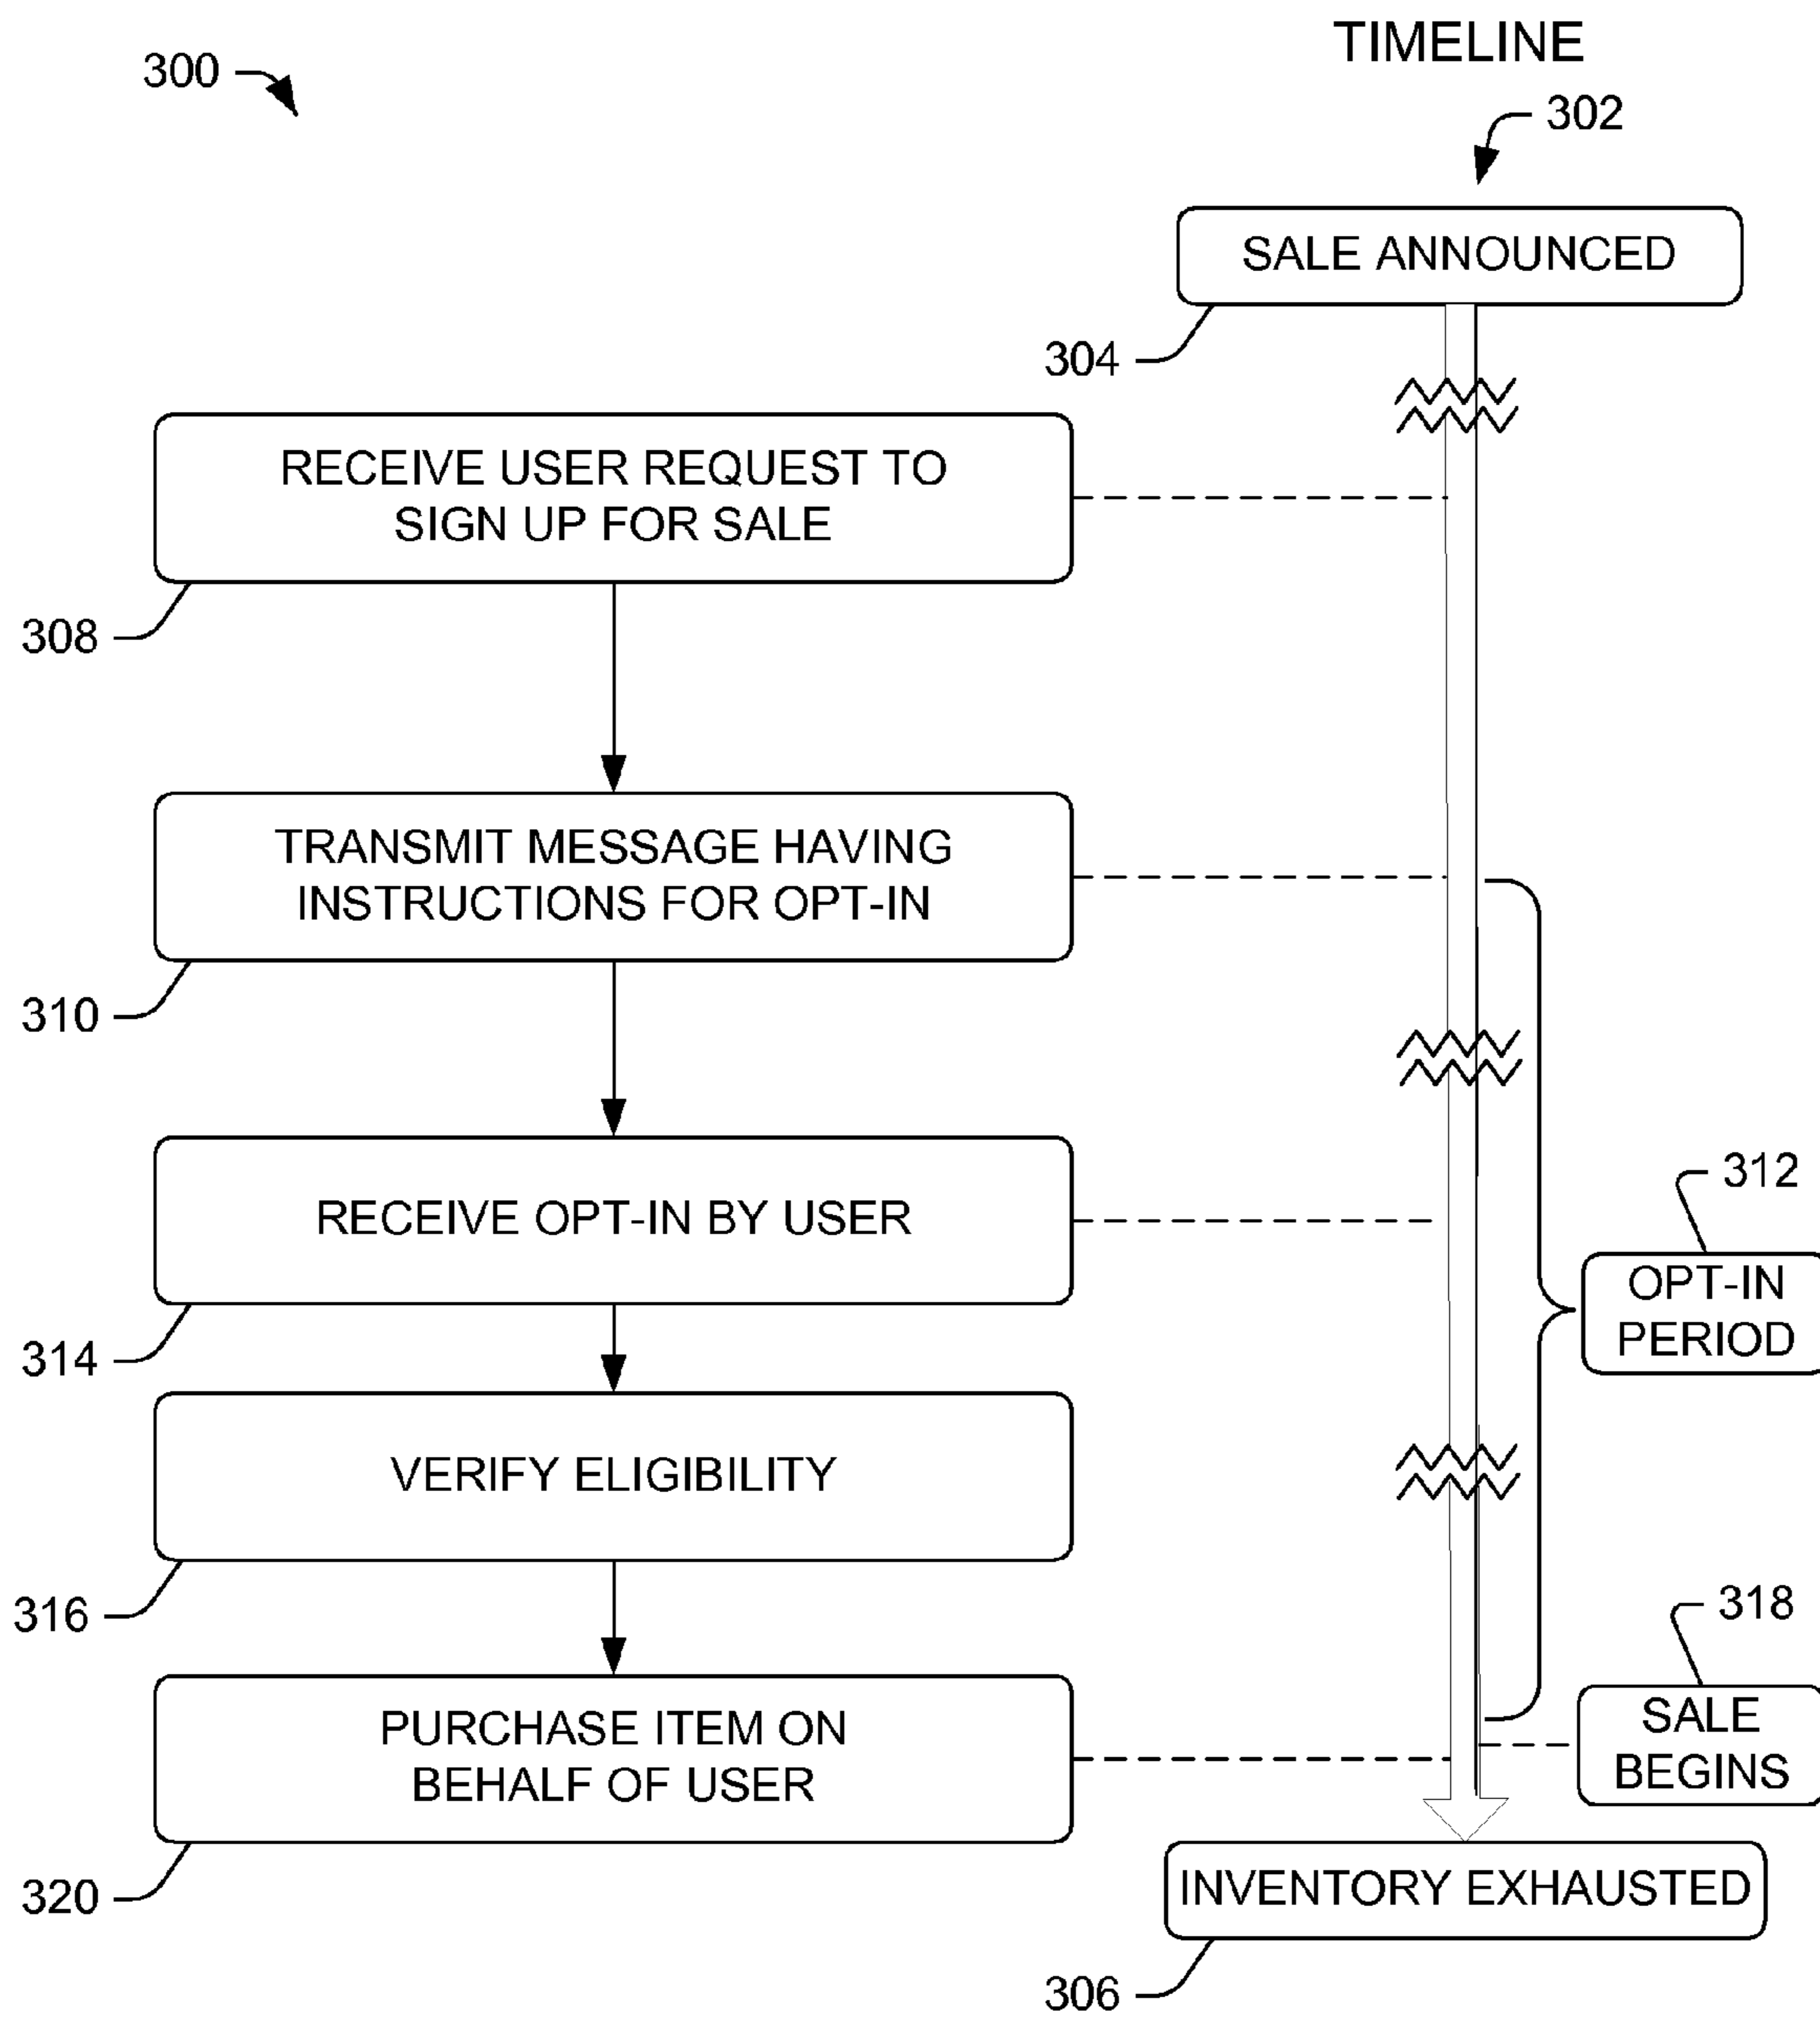 TIMELINE
300
302
SALE ANNOUNCED
304
RECEIVE USER REQUEST TO
SIGN UP FOR SALE
308
TRANSMIT MESSAGE HAVING
INSTRUCTIONS FOR OPT-IN
310
RECEIVE OPT-IN BY USER
314
312
OPT-IN
PERIOD
VERIFY ELIGIBILITY
316
318
SALE
BEGINS
PURCHASE ITEM ON
BEHALF OF USER
320
INVENTORY EXHAUSTED
306